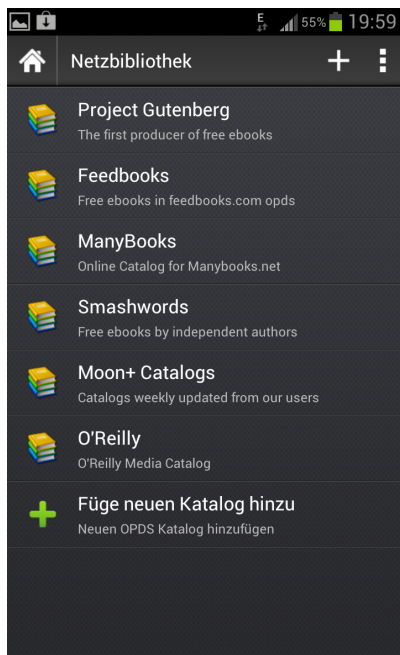 E 55% 19:59
Netzbibliothek
Project Gutenberg
The first producer of free ebooks
Feedbooks
Free ebooks in feedbooks.com opds
ManyBooks
Online Catalog for Manybooks.net
Smashwords
Free ebooks by independent authors
Moon+ Catalogs
Catalogs weekly updated from our users
O'Reilly
O'Reilly Media Catalog
Füge neuen Katalog hinzu
Neuen OPDS Katalog hinzufügen